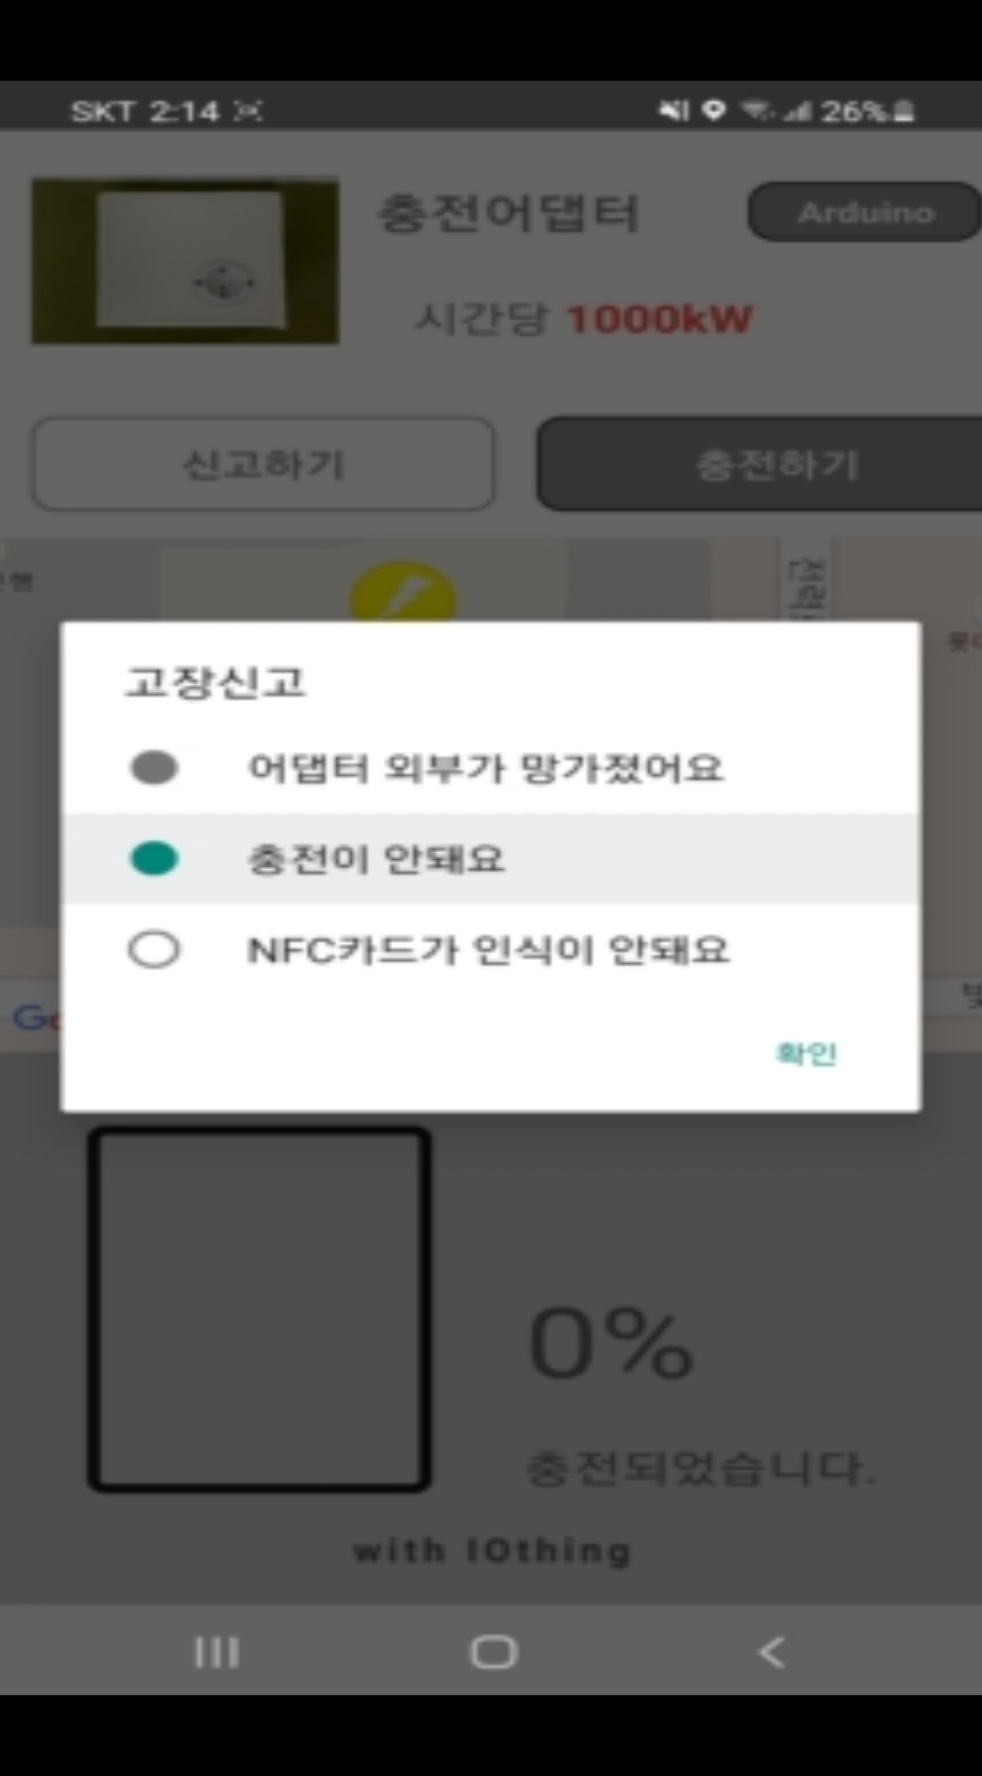 SKT 2:14
26%
충전어댑터
Arduino
시간당 1000kW
신고하기
충전하기
전력
고장신고
어댑터 외부가 망가졌어요
충전이 안돼요
NFC카드가 인식이 안돼요
확인
0%
충전되었습니다.
with IOthing